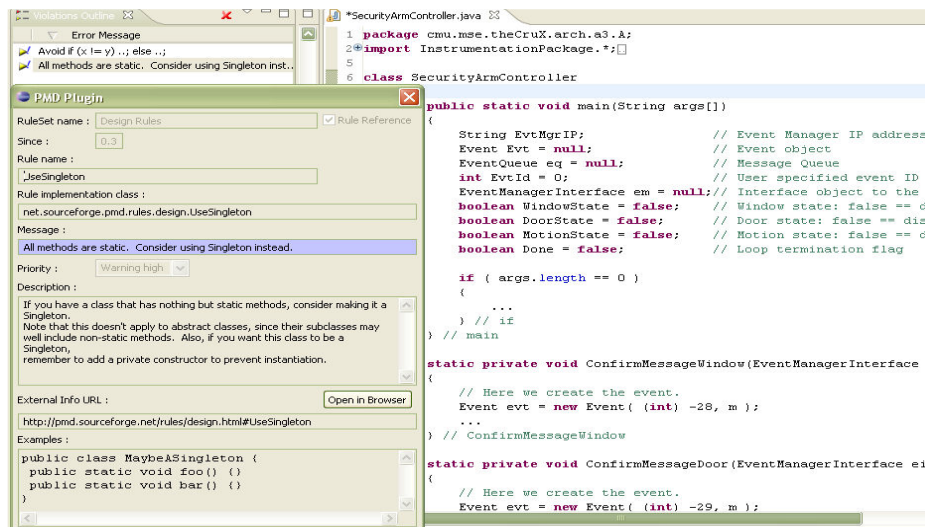 Violations Outline
Error Message
Avoid if (x != y) ..; else ..;
All methods are static. Consider using Singleton inst..
PMD Plugin
RuleSet name : Design Rules Rule Reference
Since : 0.3
Rule name :
UseSingleton
Rule implementation class :
net.sourceforge.pmd.rules.design.UseSingleton
Message :
All methods are static. Consider using Singleton instead.
Priority : Warning high
Description :
If you have a class that has nothing but static methods, consider making it a
Singleton.
Note that this doesn't apply to abstract classes, since their subclasses may
well include non-static methods. Also, if you want this class to be a
Singleton,
remember to add a private constructor to prevent instantiation.
External Info URL : Open in Browser
http://pmd.sourceforge.net/rules/design.html#UseSingleton
Examples :
public class MaybeASingleton {
public static void foo() {}
public static void bar() {}
}
*SecurityArmController.java
1 package cmu.mse.theCruX.arch.a3.A;
2 import InstrumentationPackage.*;
5
6 class SecurityArmController
public static void main(String args[])
{
String EvtMgrIP; // Event Manager IP address
Event Evt = null; // Event object
EventQueue eq = null; // Message Queue
int EvtId = 0; // User specified event ID
EventManagerInterface em = null;// Interface object to the
boolean WindowState = false; // Window state: false == d
boolean DoorState = false; // Door state: false == dis
boolean MotionState = false; // Motion state: false == d
boolean Done = false; // Loop termination flag
if ( args.length == 0 )
{
...
} // if
} // main
static private void ConfirmMessageWindow(EventManagerInterface
{
// Here we create the event.
Event evt = new Event( (int) -28, m );
...
} // ConfirmMessageWindow
static private void ConfirmMessageDoor(EventManagerInterface ei
{
// Here we create the event.
Event evt = new Event( (int) -29, m );